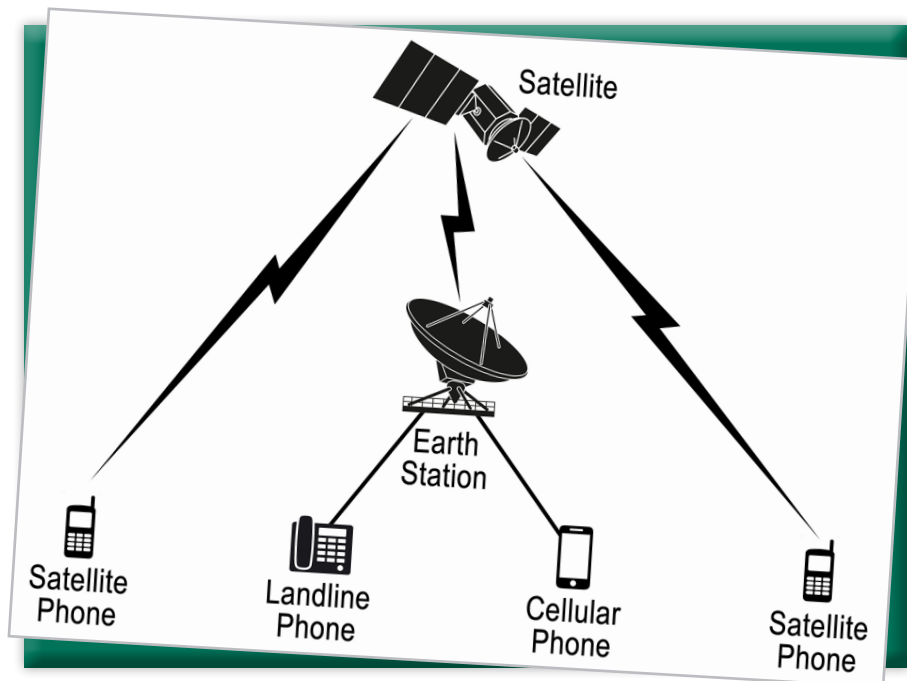 Satellite
Earth
Station
Satellite
Phone
Landline
Phone
Cellular
Phone
Satellite
Phone